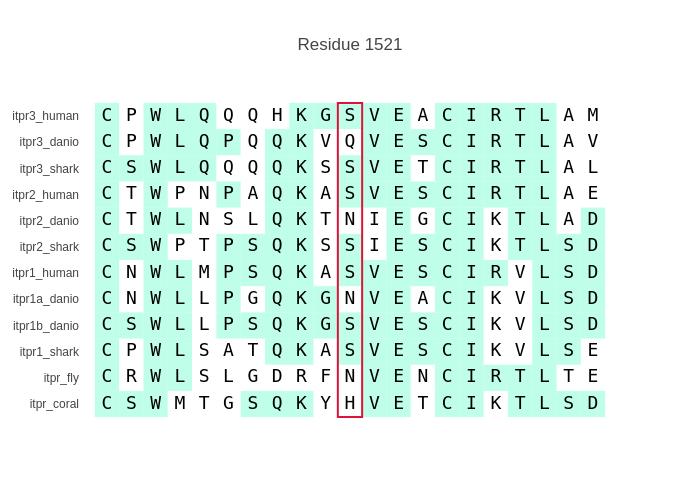 Residue 1521
itpr3_human C P W L Q Q Q H K G S V E A C I R T L A M
itpr3_danio C P W L Q P Q Q K V Q V E S C I R T L A V
itpr3_shark C S W L Q Q Q Q K S S V E T C I R T L A L
itpr2_human C T W P N P A Q K A S V E S C I R T L A E
itpr2_danio C T W L N S L Q K T N I E G C I K T L A D
itpr2_shark C S W P T P S Q K S S I E S C I K T L S D
itpr1_human C N W L M P S Q K A S V E S C I R V L S D
itpr1a_danio C N W L L P G Q K G N V E A C I K V L S D
itpr1b_danio C S W L L P S Q K G S V E S C I K V L S D
itpr1_shark C P W L S A T Q K A S V E S C I K V L S E
itpr_fly C R W L S L G D R F N V E N C I R T L T E
itpr_coral C S W M T G S Q K Y H V E T C I K T L S D